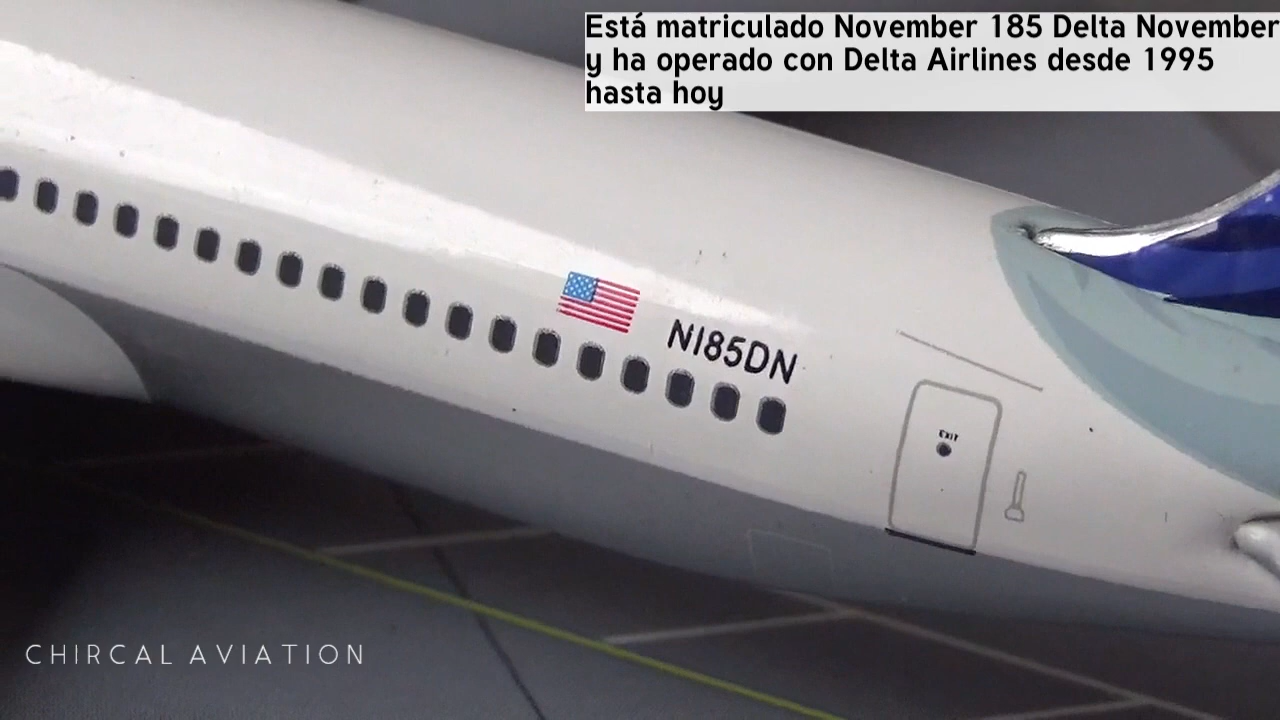 Está matriculado November 185 Delta November
y ha operado con Delta Airlines desde 1995
hasta hoy
N185DN
EXIT
CHIRCAL AVIATION